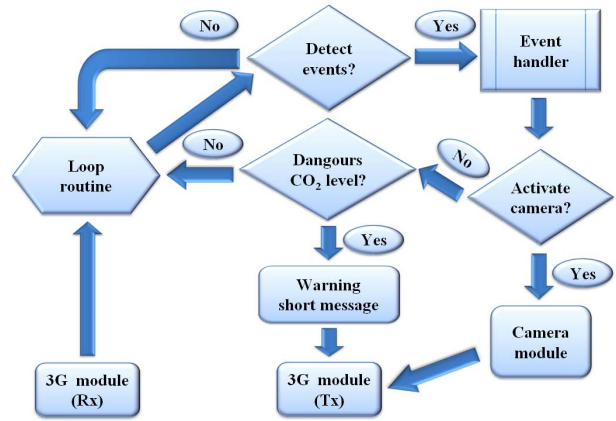 No
Detect
events?
Yes
Event
handler
Loop
routine
No
Dangours
CO₂ level?
No
Activate
camera?
Yes
Yes
Warning
short message
Camera
module
3G module
(Rx)
3G module
(Tx)